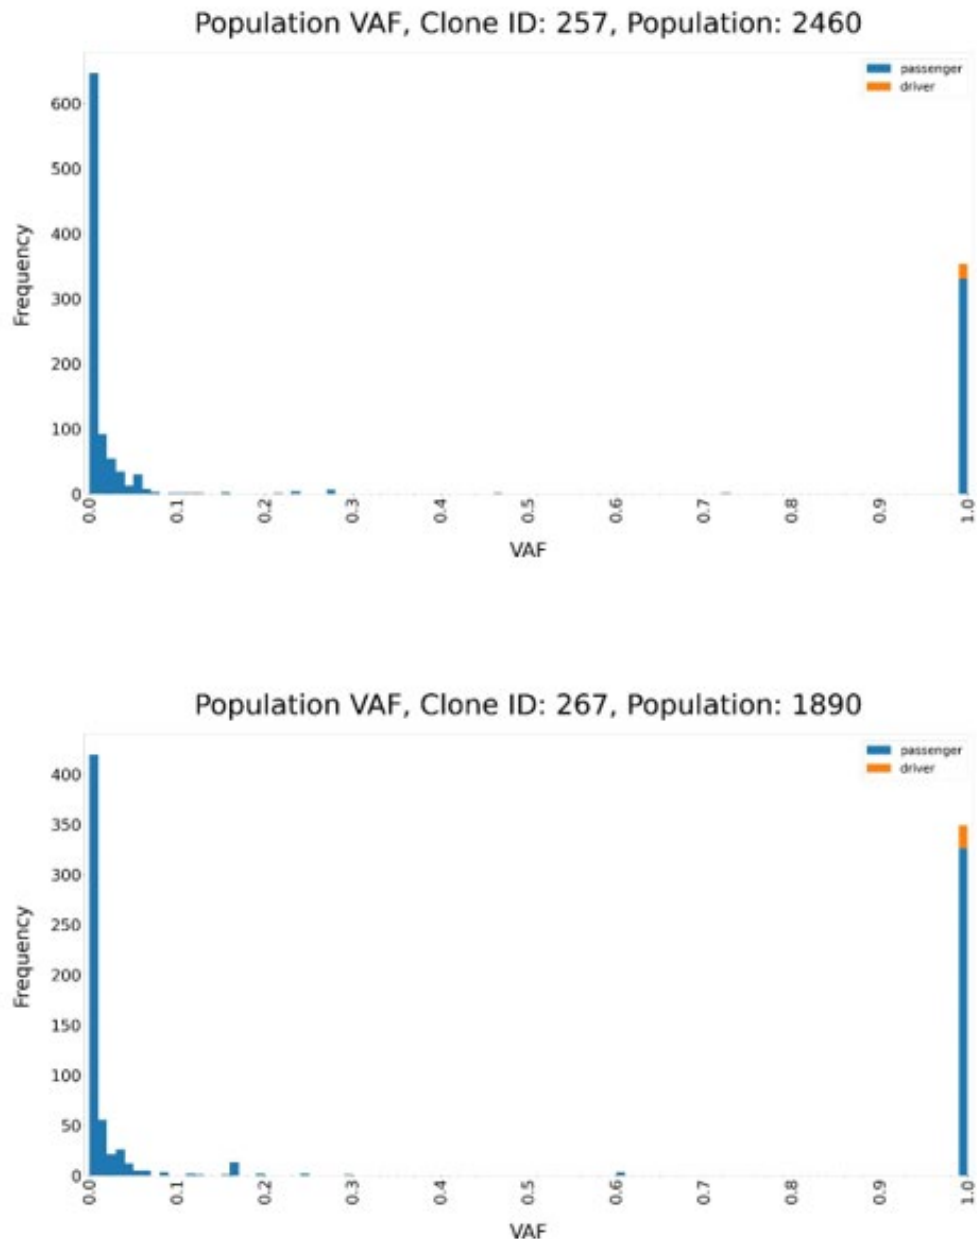 Population VAF, Clone ID: 257, Population: 2460
passenger
driver
Frequency
600
500
400
300
200
100
0
0.0 0.1 0.2 0.3 0.4 0.5 0.6 0.7 0.8 0.9 1.0
VAF
Population VAF, Clone ID: 267, Population: 1890
passenger
driver
Frequency
400
350
300
250
200
150
100
50
0
0.0 0.1 0.2 0.3 0.4 0.5 0.6 0.7 0.8 0.9 1.0
VAF